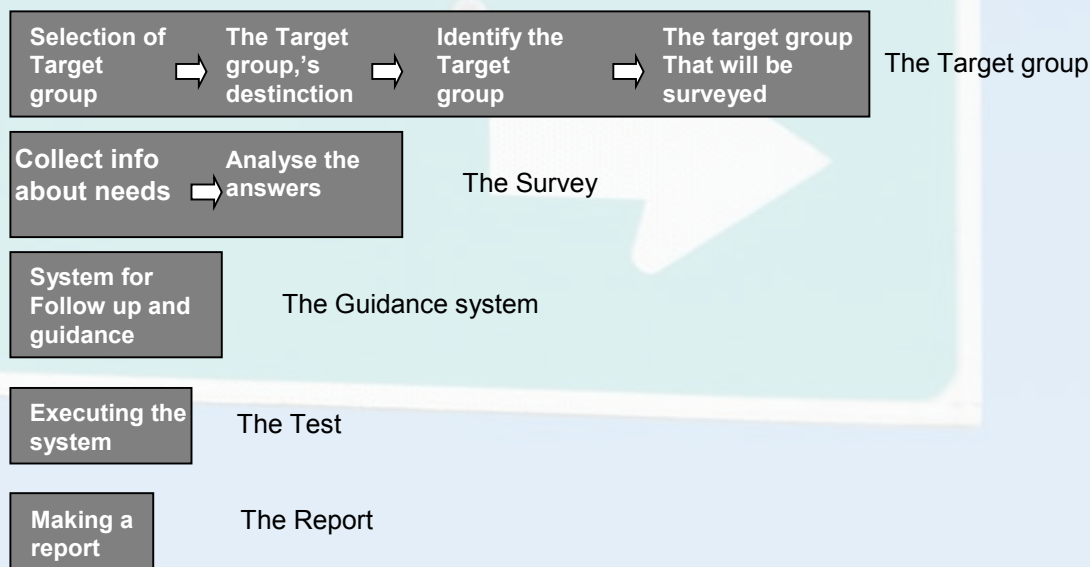 Selection of
Target
group
The Target
group,'s
destinction
Identify the
Target
group
The target group
That will be
surveyed
The Target group
Collect info
about needs
Analyse the
answers
The Survey
System for
Follow up and
guidance
The Guidance system
Executing the
system
The Test
Making a
report
The Report